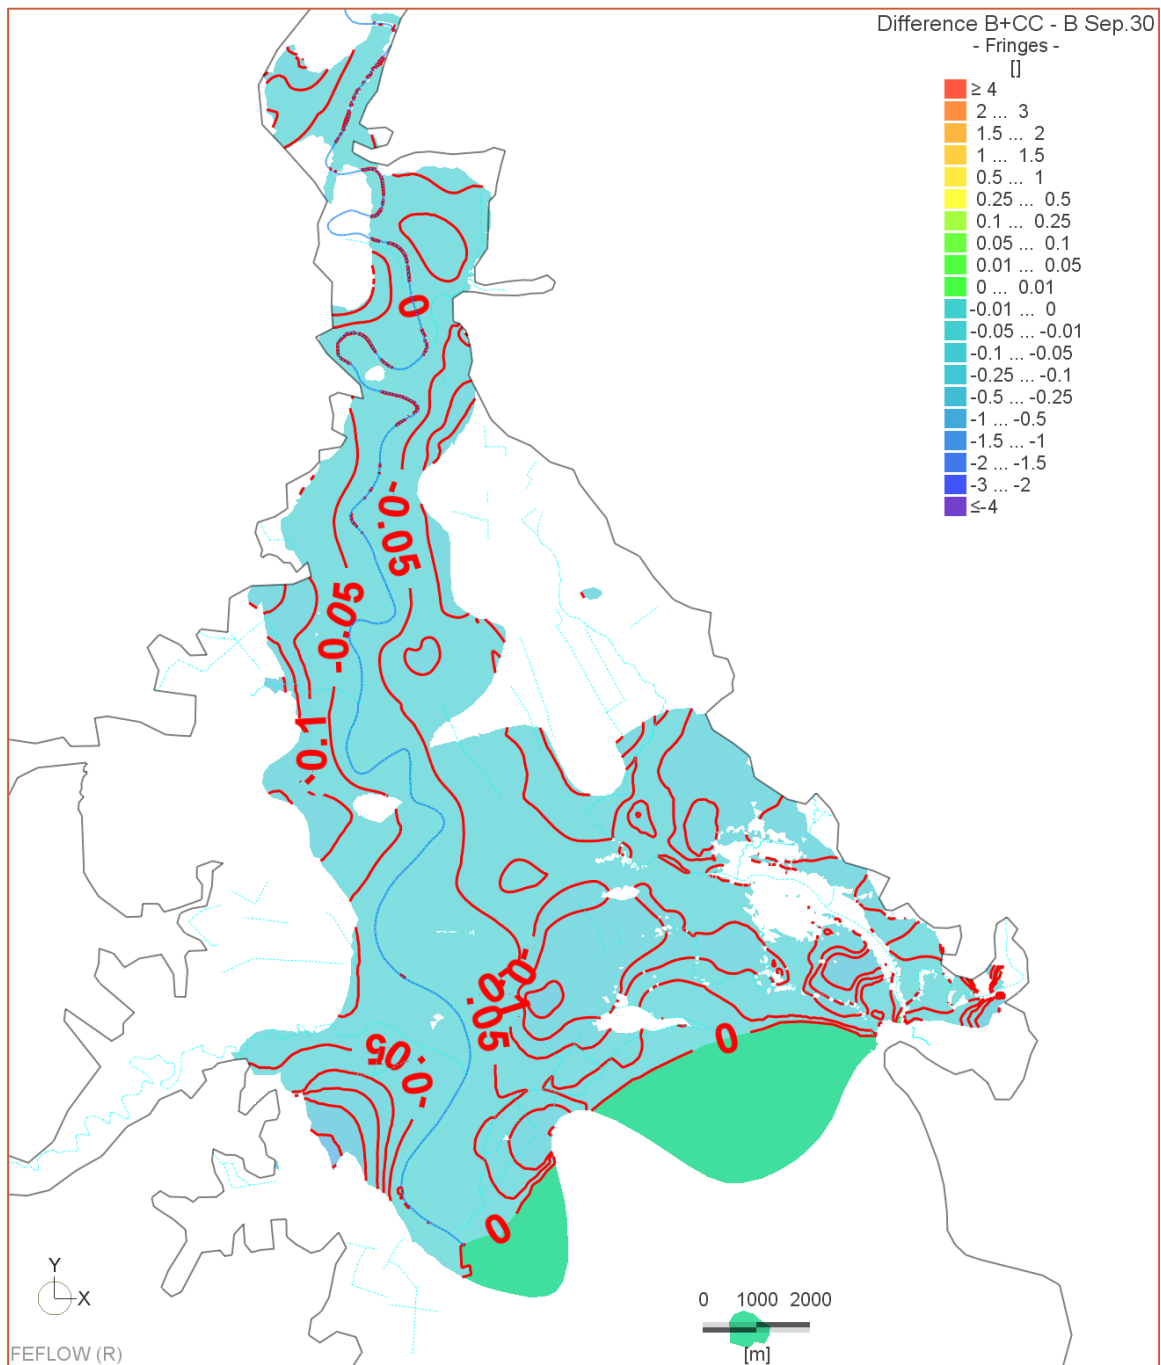 Difference B+CC - B Sep.30
- Fringes -
[]
≥ 4
2 ... 3
1.5 ... 2
1 ... 1.5
0.5 ... 1
0.25 ... 0.5
0.1 ... 0.25
0.05 ... 0.1
0.01 ... 0.05
0 ... 0.01
-0.01 ... 0
-0.05 ... -0.01
-0.1 ... -0.05
-0.25 ... -0.1
-0.5 ... -0.25
-1 ... -0.5
-1.5 ... -1
-2 ... -1.5
-3 ... -2
≤-4
0
-0.05
-0.05
-0.1
-0.1
-0.05
0
-0.05
0
Y
X
0 1000 2000
[m]
FEFLOW (R)